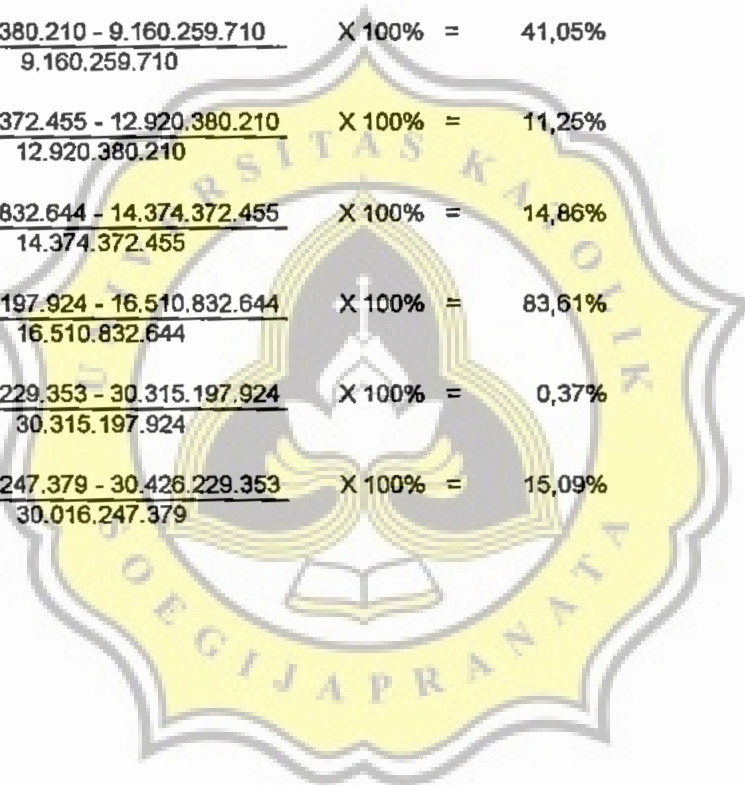 380.210 - 9.160.259.710 X 100% = 41,05%
9.160.259.710
372.455 - 12.920.380.210 X 100% = 11,25%
12.920.380.210
832.644 - 14.374.372.455 X 100% = 14,86%
14.374.372.455
197.924 - 16.510.832.644 X 100% = 83,61%
16.510.832.644
229.353 - 30.315.197.924 X 100% = 0,37%
30.315.197.924
247.379 - 30.426.229.353 X 100% = 15,09%
30.016.247.379
UNIVERSITAS KATOLIK
SOEGIJAPRANATA